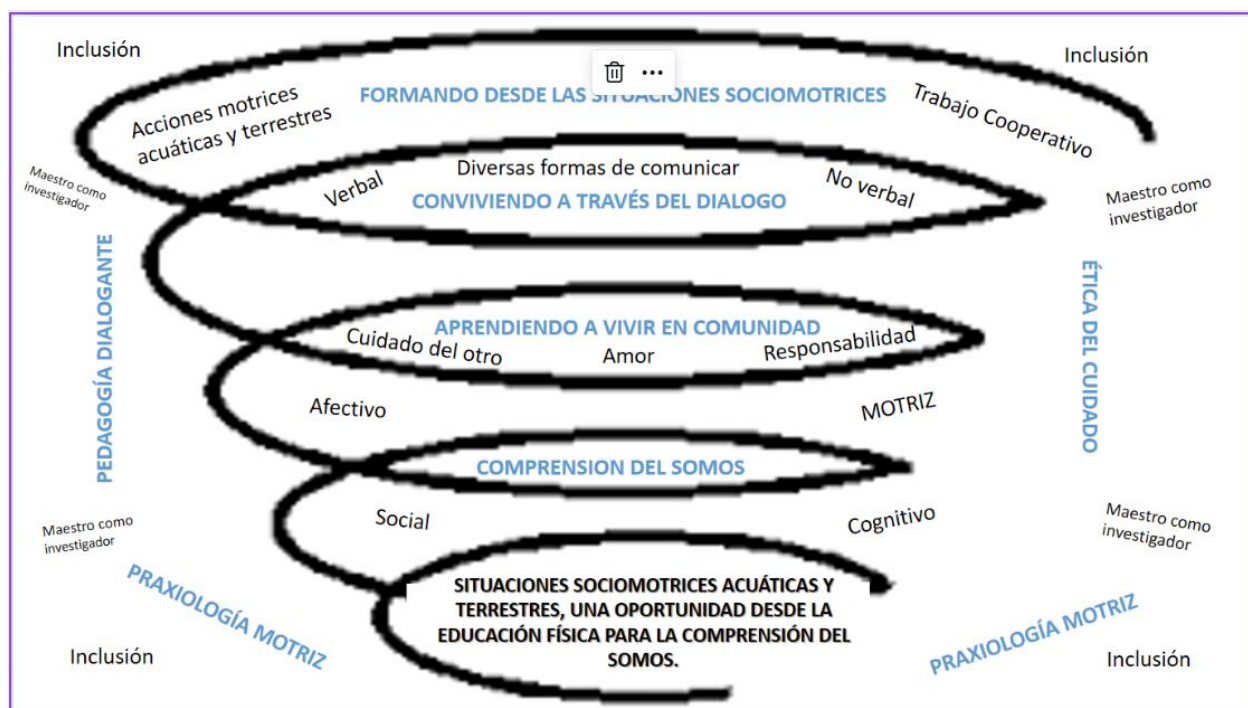 Inclusión
Inclusión
FORMANDO DESDE LAS SITUACIONES SOCIOMOTRICES
Acciones motrices
acuáticas y terrestres
Trabajo Cooperativo
Diversas formas de comunicar
Verbal
No verbal
CONVIVIENDO A TRAVÉS DEL DIALOGO
Maestro como
investigador
Maestro como
investigador
PEDAGOGÍA DIALOGANTE
ÉTICA DEL CUIDADO
APRENDIENDO A VIVIR EN COMUNIDAD
Cuidado del otro
Amor
Responsabilidad
Afectivo
MOTRIZ
COMPRENSION DEL SOMOS
Social
Cognitivo
Maestro como
investigador
Maestro como
investigador
SITUACIONES SOCIOMOTRICES ACUÁTICAS Y
TERRESTRES, UNA OPORTUNIDAD DESDE LA
EDUCACIÓN FÍSICA PARA LA COMPRENSIÓN DEL
SOMOS.
PRAXIOLOGÍA MOTRIZ
PRAXIOLOGÍA MOTRIZ
Inclusión
Inclusión